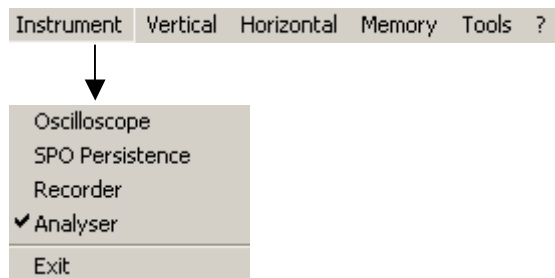 Instrument Vertical Horizontal Memory Tools ?
Oscilloscope
SPO Persistence
Recorder
Analyser
Exit